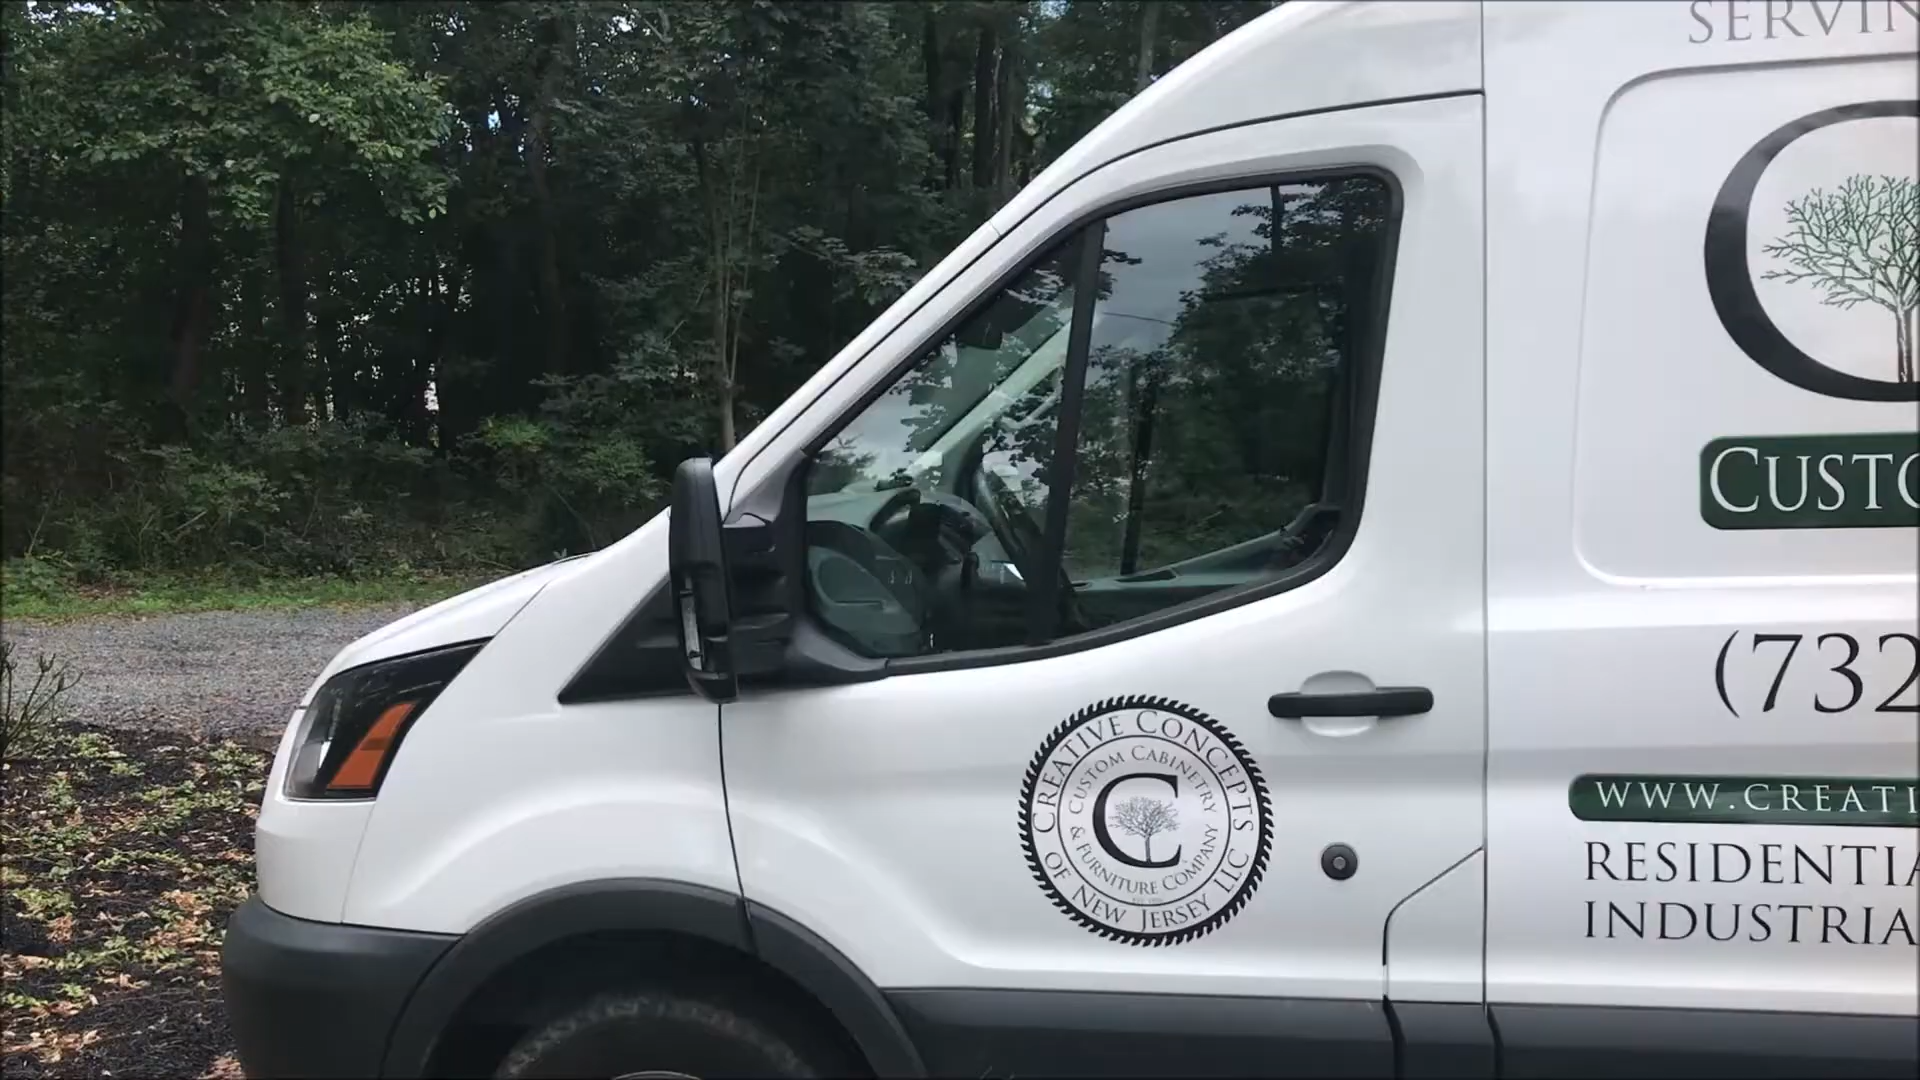 SERVIN
C
CUSTO
(732
WWW.CREATI
RESIDENTIA
INDUSTRIA
CREATIVE CONCEPTS
OF NEW JERSEY LLC
CUSTOM CABINETRY
& FURNITURE COMPANY
C